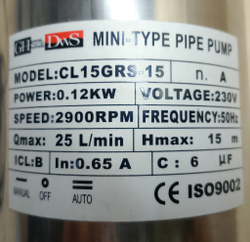 GH DWS MINI-TYPE PIPE PUMP
MODEL:CL15GRS-15 n. A
POWER:0.12KW VOLTAGE:230V
SPEED:2900RPM FREQUENCY:50Hz
Qmax: 25 L/min Hmax: 15 m
ICL:B In:0.65 A C: 6 µF
MANUAL OFF AUTO CE ISO9002